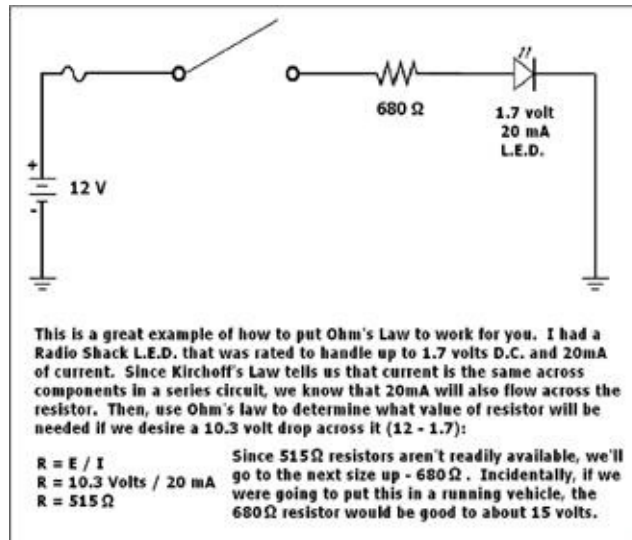 680 Ω
1.7 volt
20 mA
L.E.D.
+
12 V
-
This is a great example of how to put Ohm's Law to work for you.  I had a
Radio Shack L.E.D. that was rated to handle up to 1.7 volts D.C. and 20mA
of current.  Since Kirchoff's Law tells us that current is the same across
components in a series circuit, we know that 20mA will also flow across the
resistor.  Then, use Ohm's law to determine what value of resistor will be
needed if we desire a 10.3 volt drop across it (12 - 1.7):
R = E / I
R = 10.3 Volts / 20 mA
R = 515 Ω
Since 515Ω resistors aren't readily available, we'll
go to the next size up - 680Ω .  Incidentally, if we
were going to put this in a running vehicle, the
680Ω resistor would be good to about 15 volts.